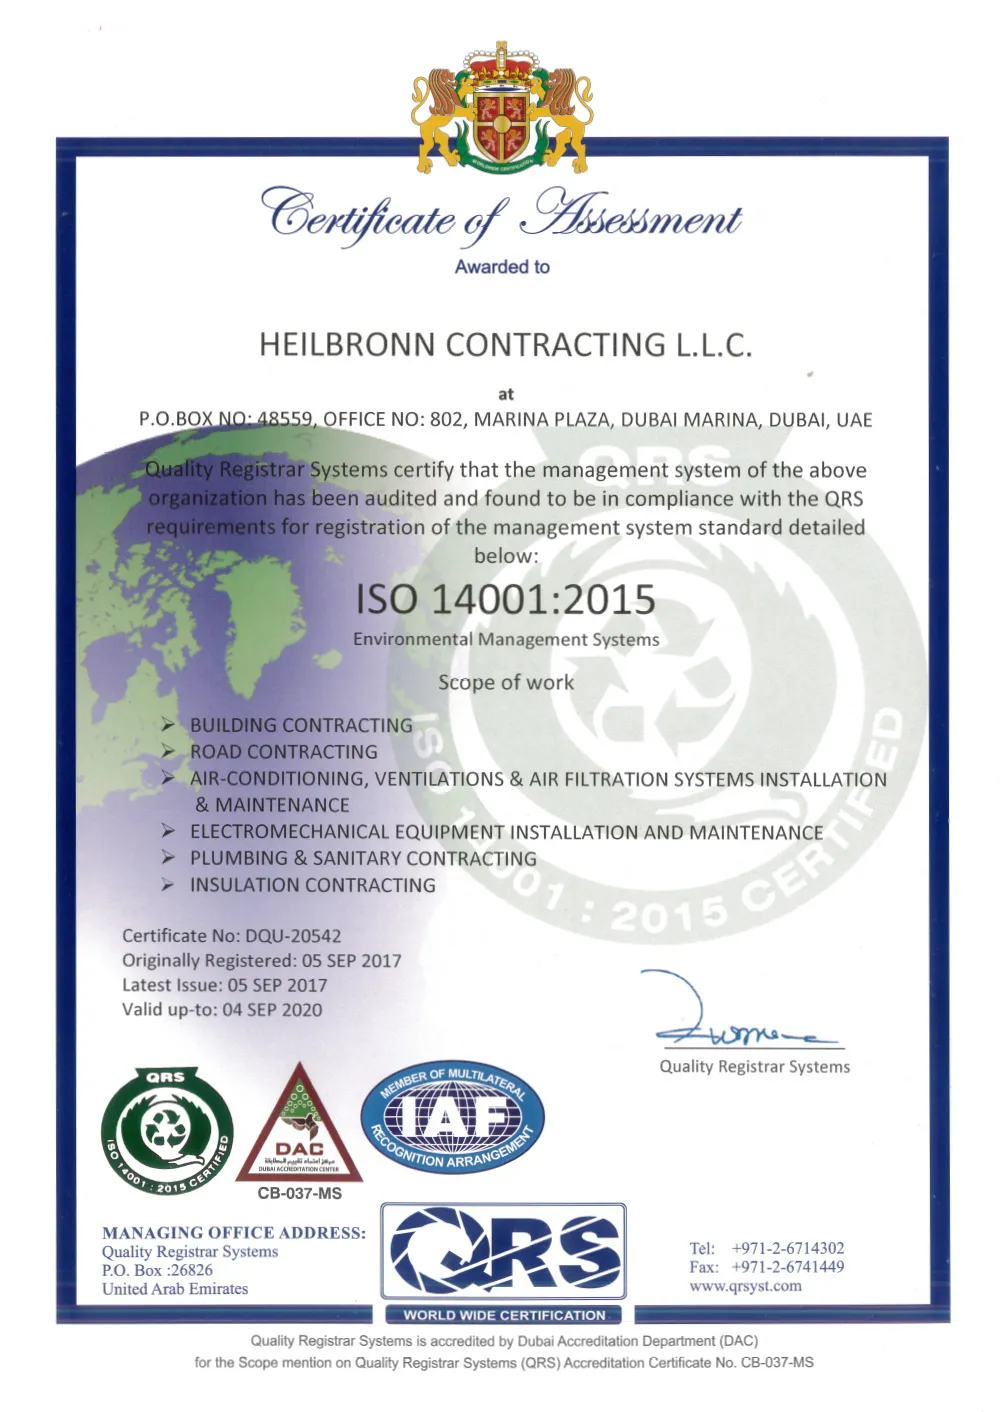 WORLDWIDE CERTIFICATION
Certificate of Assessment
Awarded to
HEILBRONN CONTRACTING L.L.C.
at
P.O.BOX NO: 48559, OFFICE NO: 802, MARINA PLAZA, DUBAI MARINA, DUBAI, UAE
QRS
Quality Registrar Systems certify that the management system of the above
organization has been audited and found to be in compliance with the QRS
requirements for registration of the management system standard detailed
below:
ISO 14001:2015
Environmental Management Systems
Scope of work
➢ BUILDING CONTRACTING
➢ ROAD CONTRACTING
➢ AIR-CONDITIONING, VENTILATIONS & AIR FILTRATION SYSTEMS INSTALLATION
& MAINTENANCE
➢ ELECTROMECHANICAL EQUIPMENT INSTALLATION AND MAINTENANCE
➢ PLUMBING & SANITARY CONTRACTING
➢ INSULATION CONTRACTING
ISO 14001 : 2015 CERTIFIED
Certificate No: DQU-20542
Originally Registered: 05 SEP 2017
Latest Issue: 05 SEP 2017
Valid up-to: 04 SEP 2020
Quality Registrar Systems
QRS
ISO 14001 : 2015 CERTIFIED
DAC
مركز اعتماد تقييم المطابقة
DUBAI ACCREDITATION CENTER
CB-037-MS
MEMBER OF MULTILATERAL
IAF
RECOGNITION ARRANGEMENT
MANAGING OFFICE ADDRESS:
Quality Registrar Systems
P.O. Box :26826
United Arab Emirates
QRS
WORLD WIDE CERTIFICATION
Tel: +971-2-6714302
Fax: +971-2-6741449
www.qrsyst.com
Quality Registrar Systems is accredited by Dubai Accreditation Department (DAC)
for the Scope mention on Quality Registrar Systems (QRS) Accreditation Certificate No. CB-037-MS